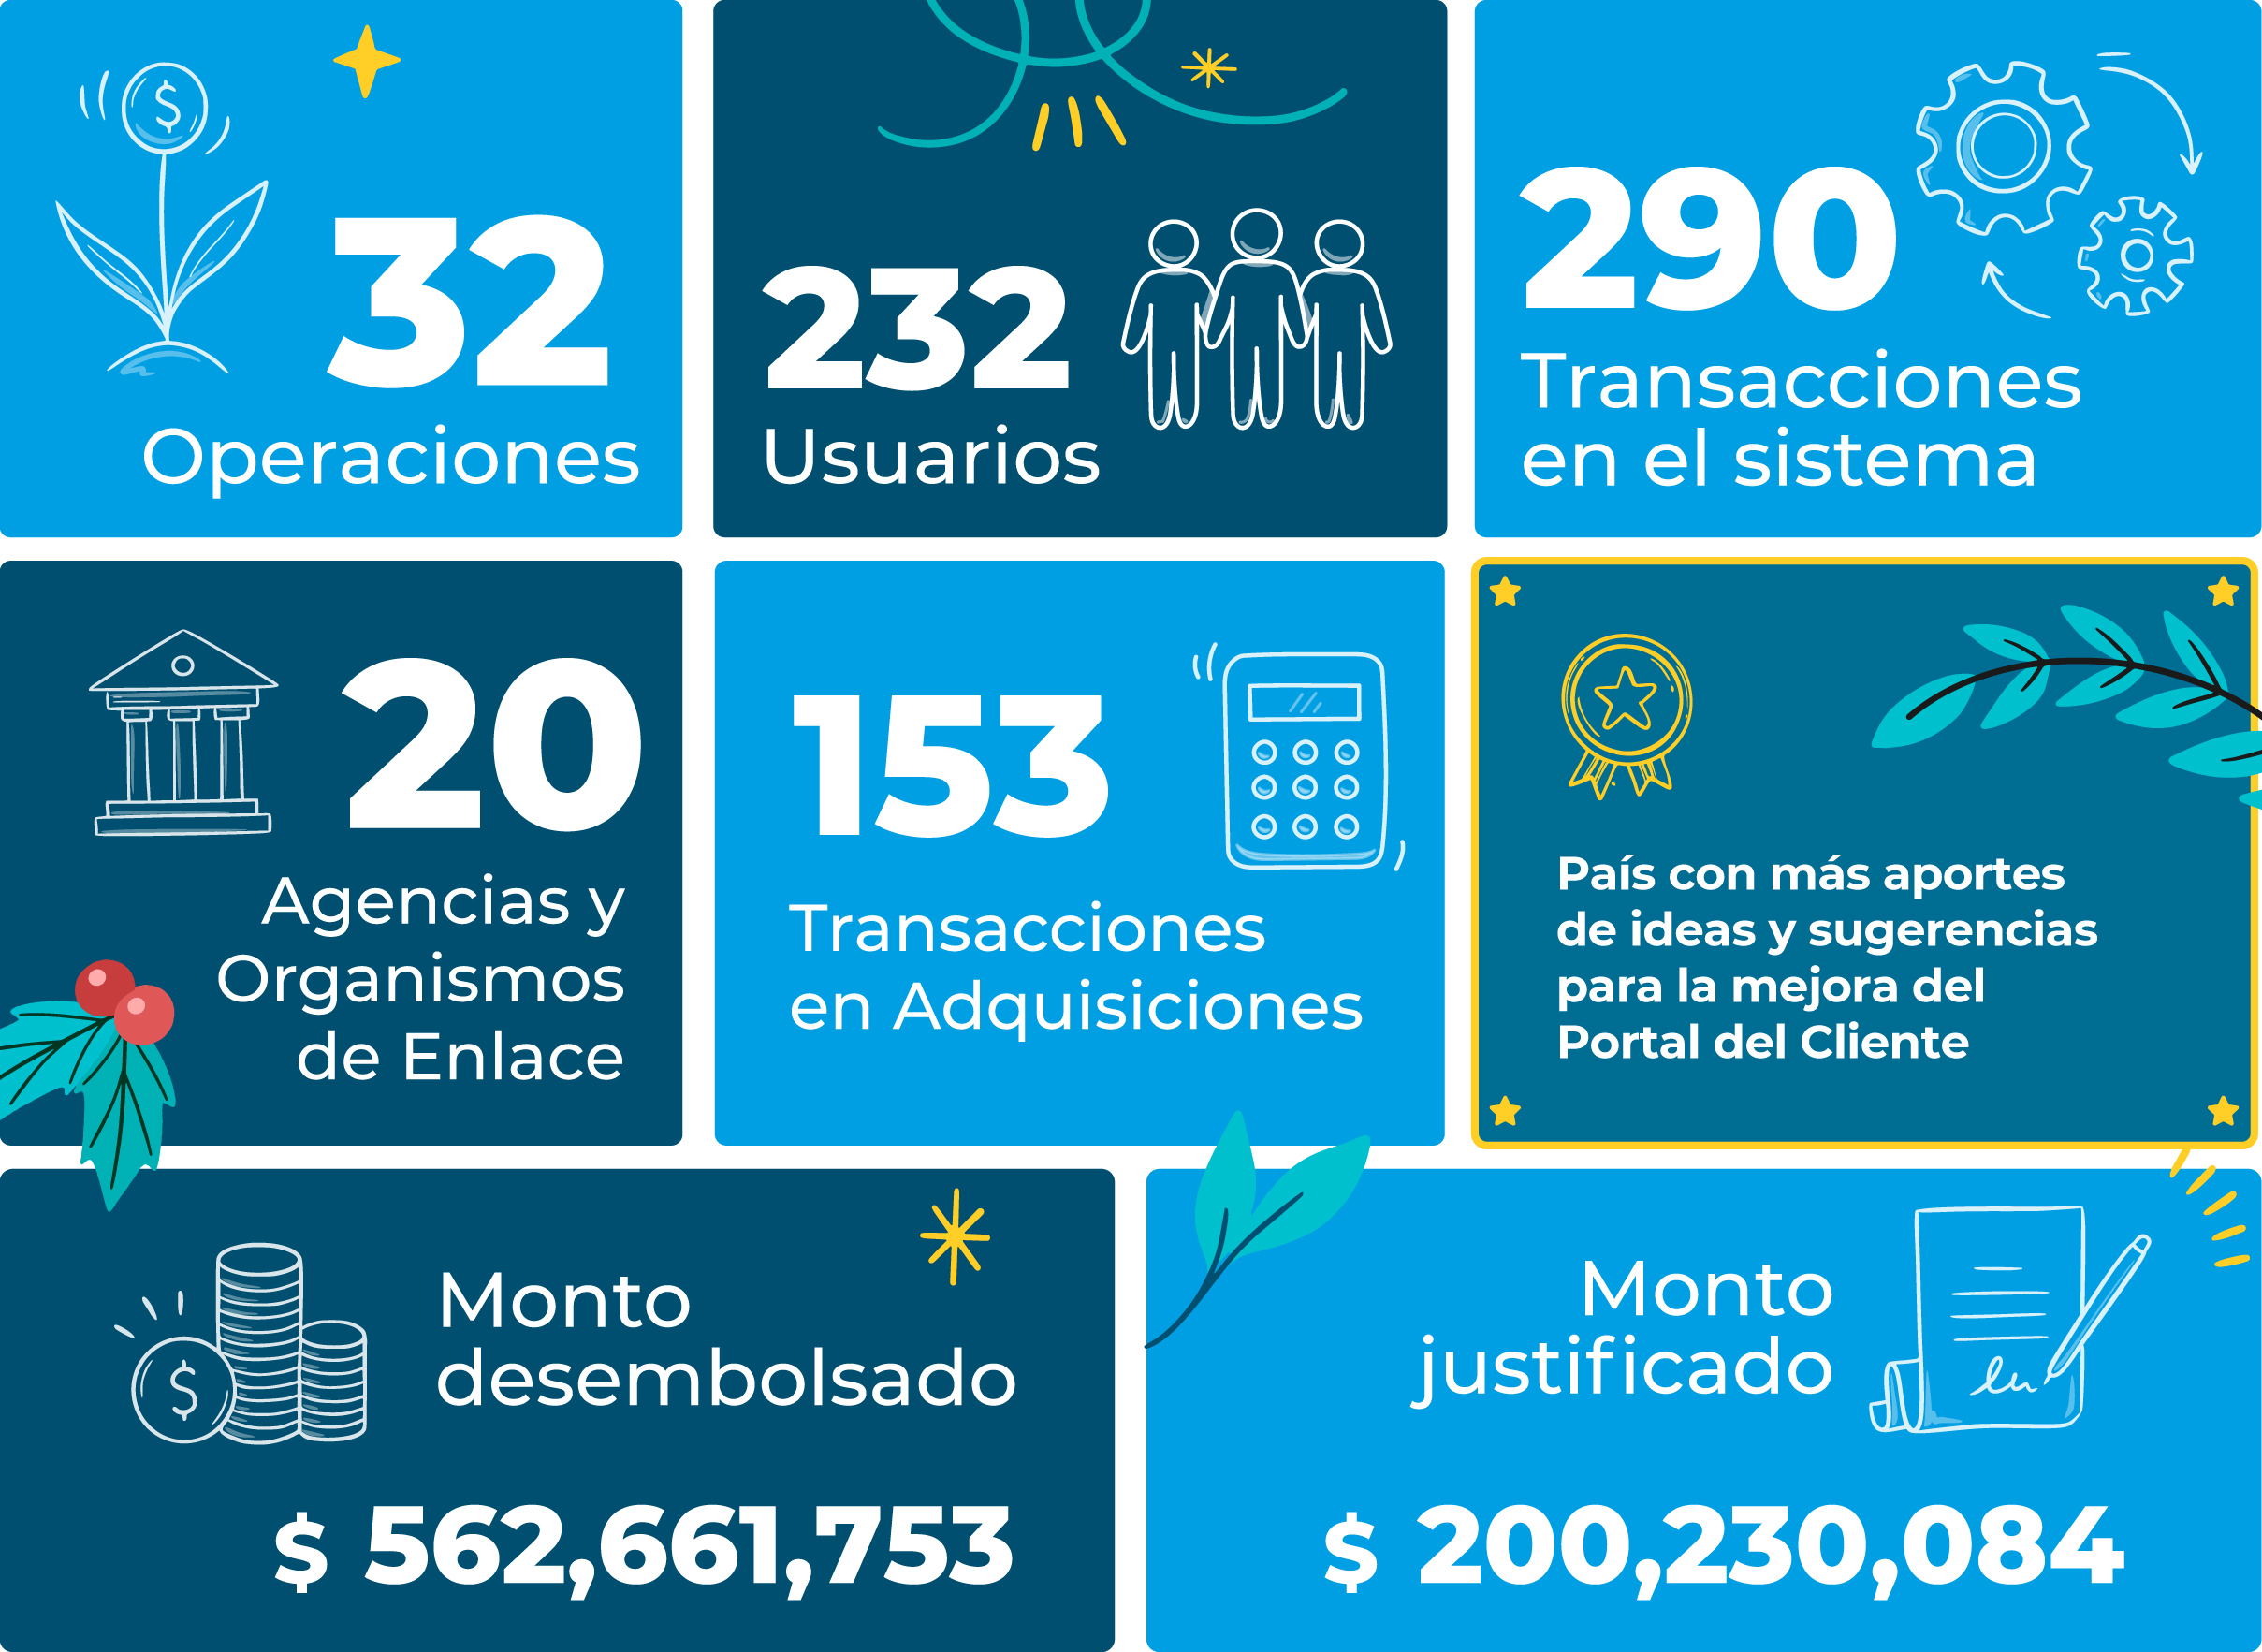 32
Operaciones
232
Usuarios
290
Transacciones
en el sistema
20
Agencias y
Organismos
de Enlace
153
Transacciones
en Adquisiciones
País con más aportes
de ideas y sugerencias
para la mejora del
Portal del Cliente
Monto
desembolsado
$ 562,661,753
Monto
justificado
$ 200,230,084